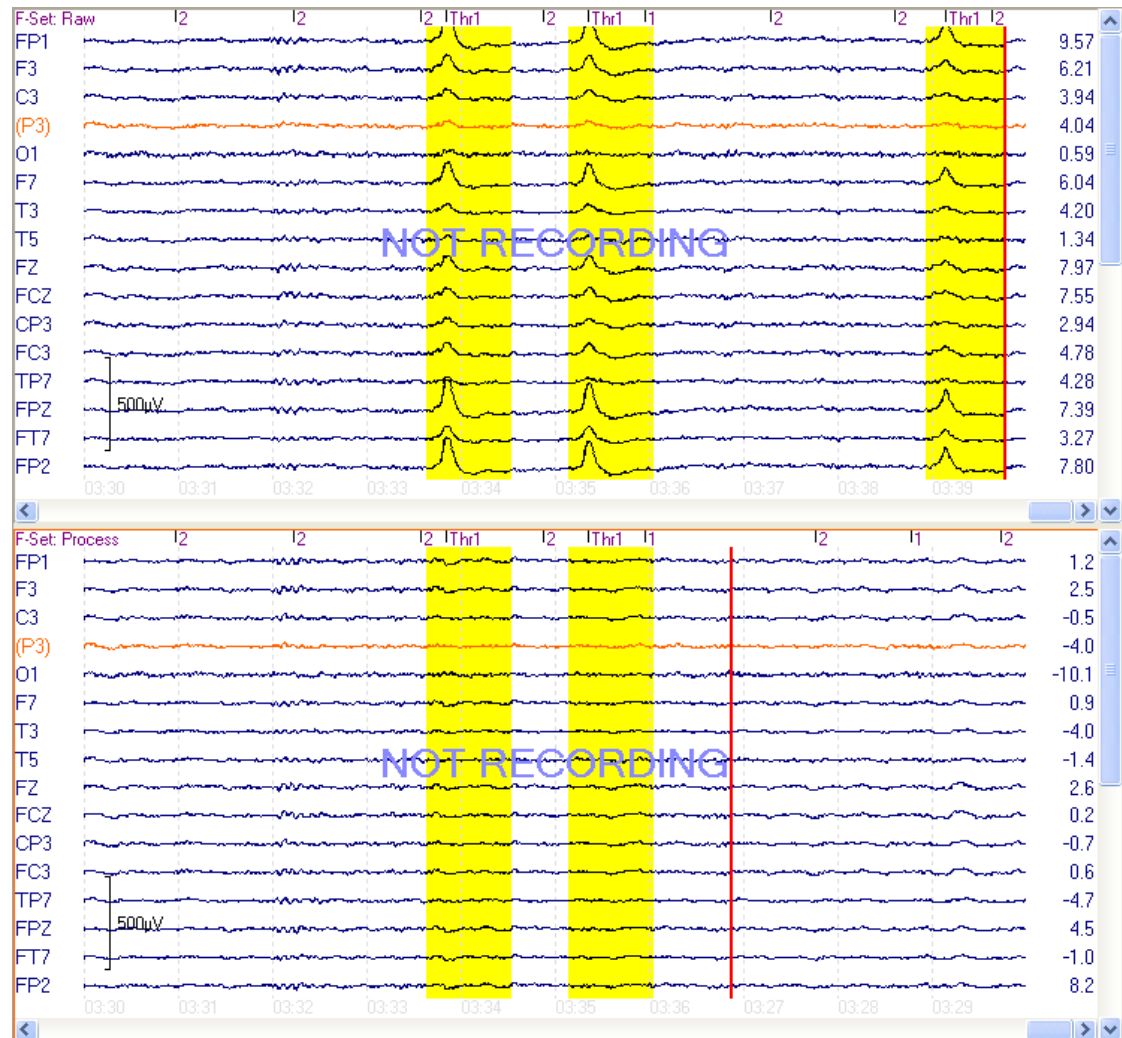 F-Set: Raw 2 2 2 Thr1 2 Thr1 1 2 2 Thr1 2
FP1 9.57
F3 6.21
C3 3.94
(P3) 4.04
O1 0.59
F7 6.04
T3 4.20
T5 1.34
NOT RECORDING
FZ 7.97
FCZ 7.55
CP3 2.94
FC3 4.78
TP7 4.28
500µV
FPZ 7.39
FT7 3.27
FP2 7.80
03:30 03:31 03:32 03:33 03:34 03:35 03:36 03:37 03:38 03:39
F-Set: Process 2 2 2 Thr1 2 Thr1 1 2 1 2
FP1 1.2
F3 2.5
C3 -0.5
(P3) -4.0
O1 -10.1
F7 0.9
T3 -4.0
T5 -1.4
NOT RECORDING
FZ 2.6
FCZ 0.2
CP3 -0.7
FC3 0.6
TP7 -4.7
500µV
FPZ 4.5
FT7 -1.0
FP2 8.2
03:30 03:31 03:32 03:33 03:34 03:35 03:36 03:27 03:28 03:29